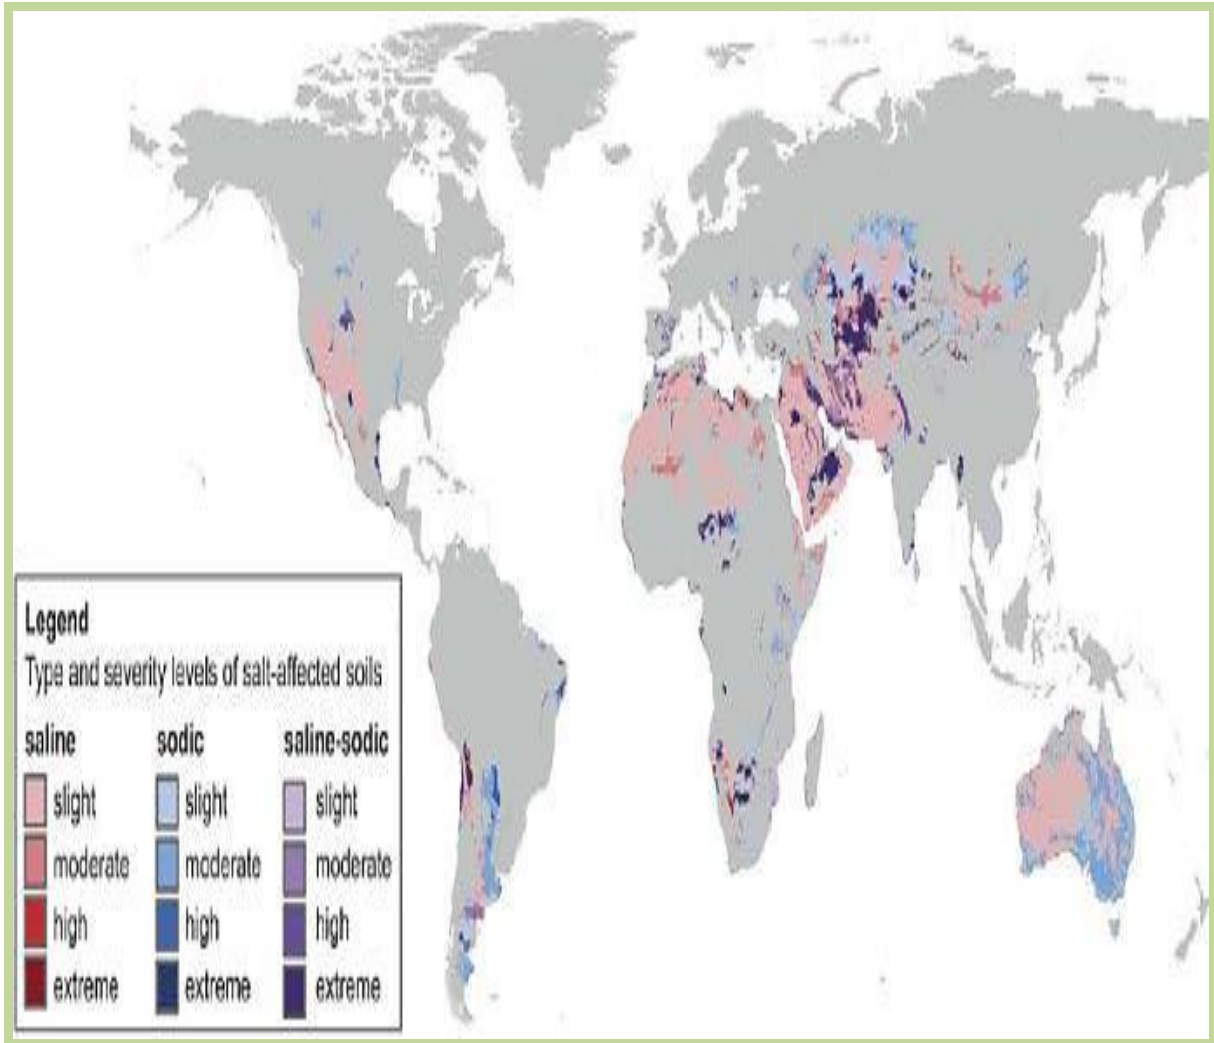 Legend
Type and severity levels of salt-affected soils
saline sodic saline-sodic
slight slight slight
moderate moderate moderate
high high high
extreme extreme extreme